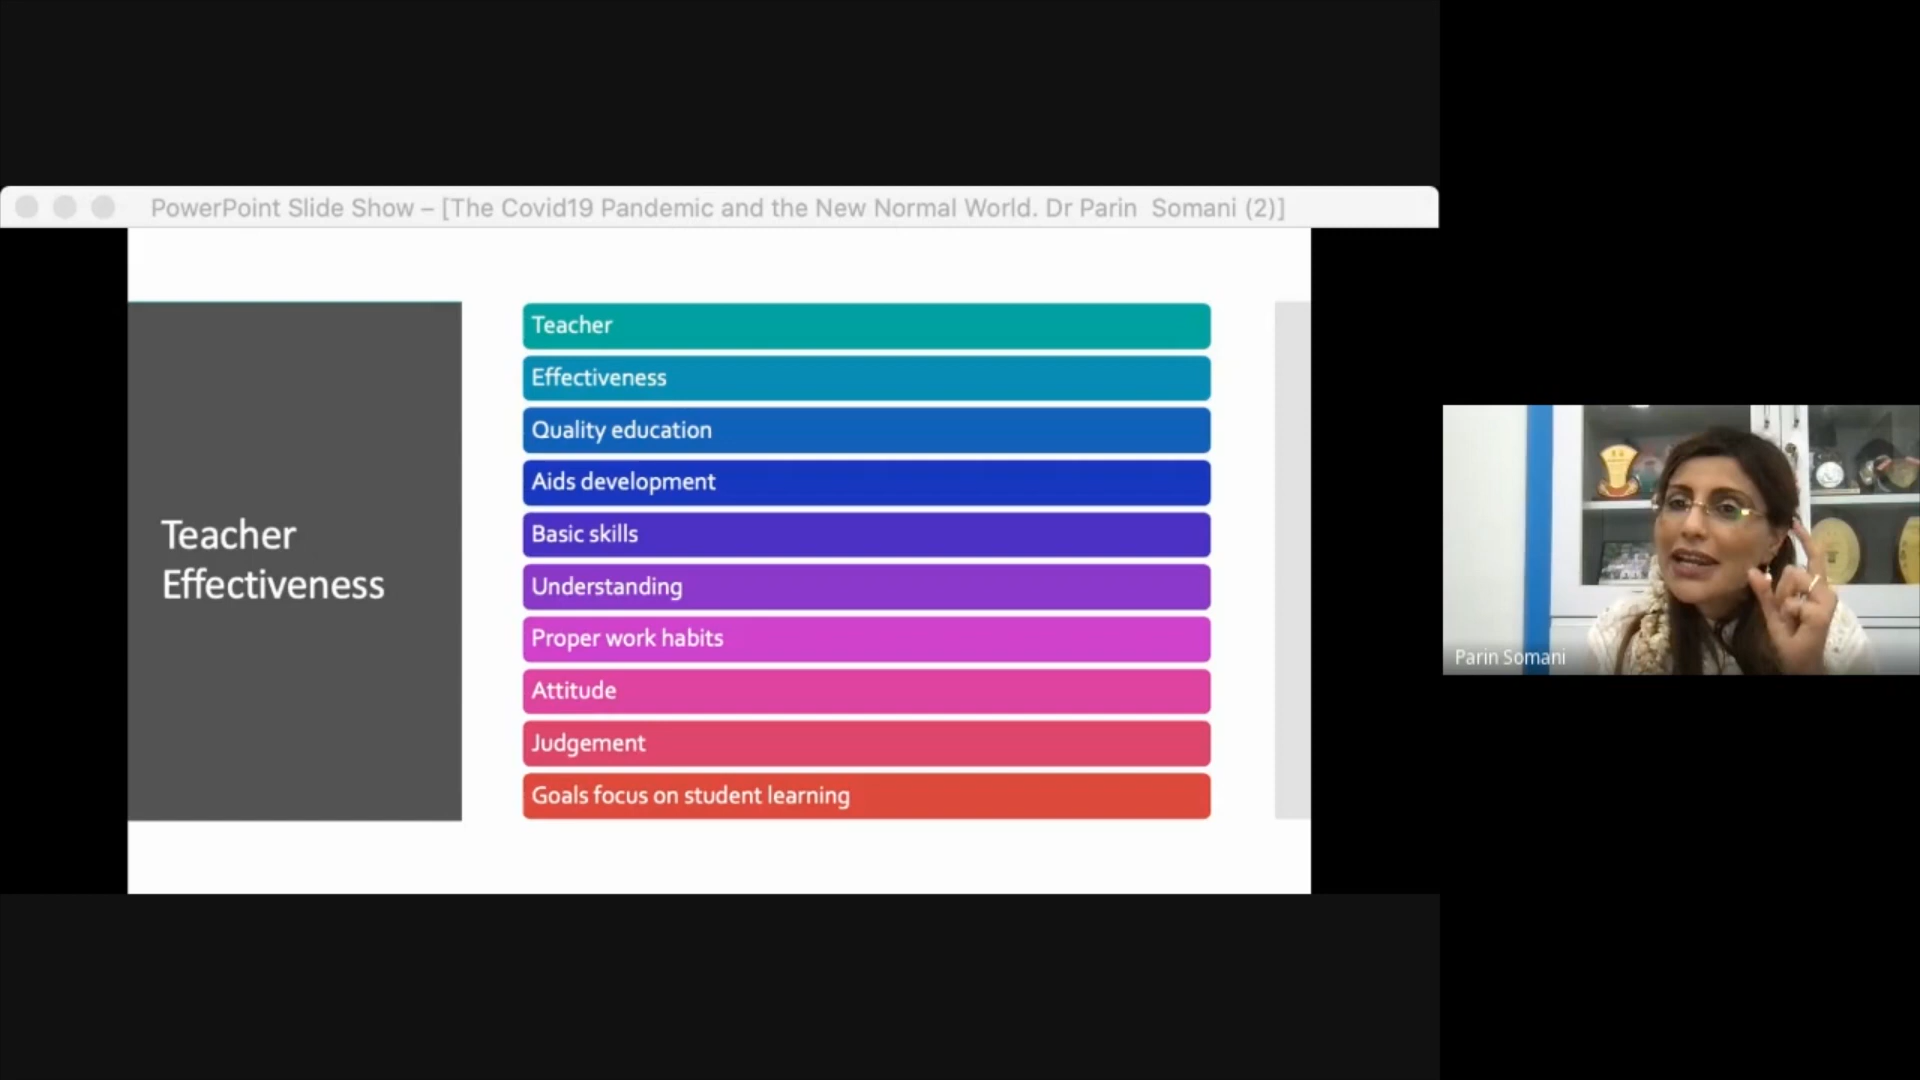 PowerPoint Slide Show – [The Covid19 Pandemic and the New Normal World. Dr Parin  Somani (2)]
Teacher
Effectiveness
Teacher
Effectiveness
Quality education
Aids development
Basic skills
Understanding
Proper work habits
Attitude
Judgement
Goals focus on student learning
Parin Somani